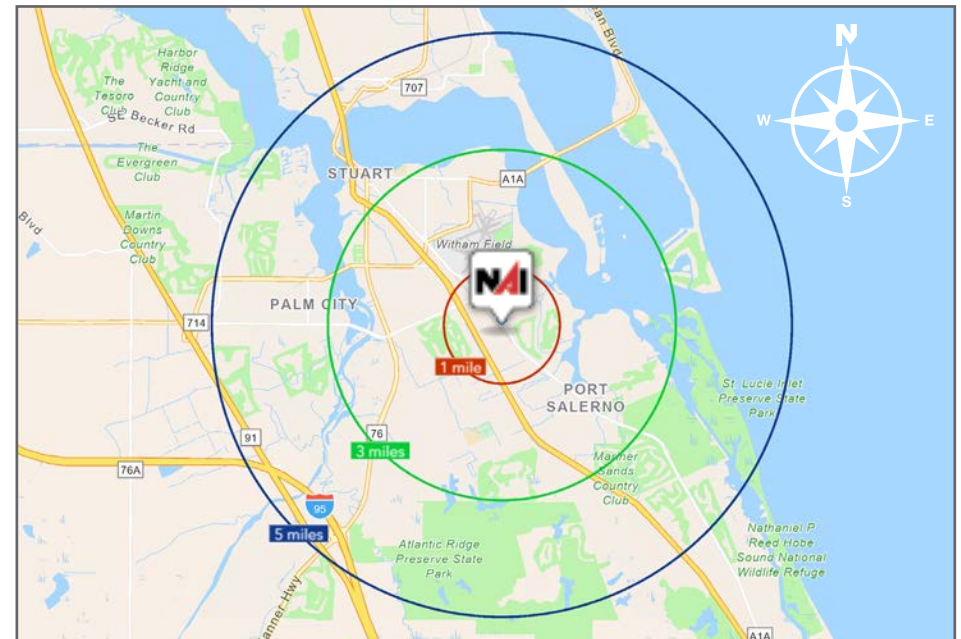 Harbor
Ridge
Yacht and
Country
Club
The
Tesoro
Club
SE Becker Rd
The
Evergreen
Club
Martin
Downs
Country
Club
Blvd
707
STUART
A1A
Witham Field
NAI
PALM CITY
714
1 mile
PORT
SALERNO
St. Lucie Inlet
Preserve State
Park
91
76
3 miles
76A
Mariner
Sands
Country
Club
95
5 miles
Atlantic Ridge
Preserve State
Park
Nathaniel P
Reed Hobe
Sound National
Wildlife Refuge
A1A
N
W
E
S